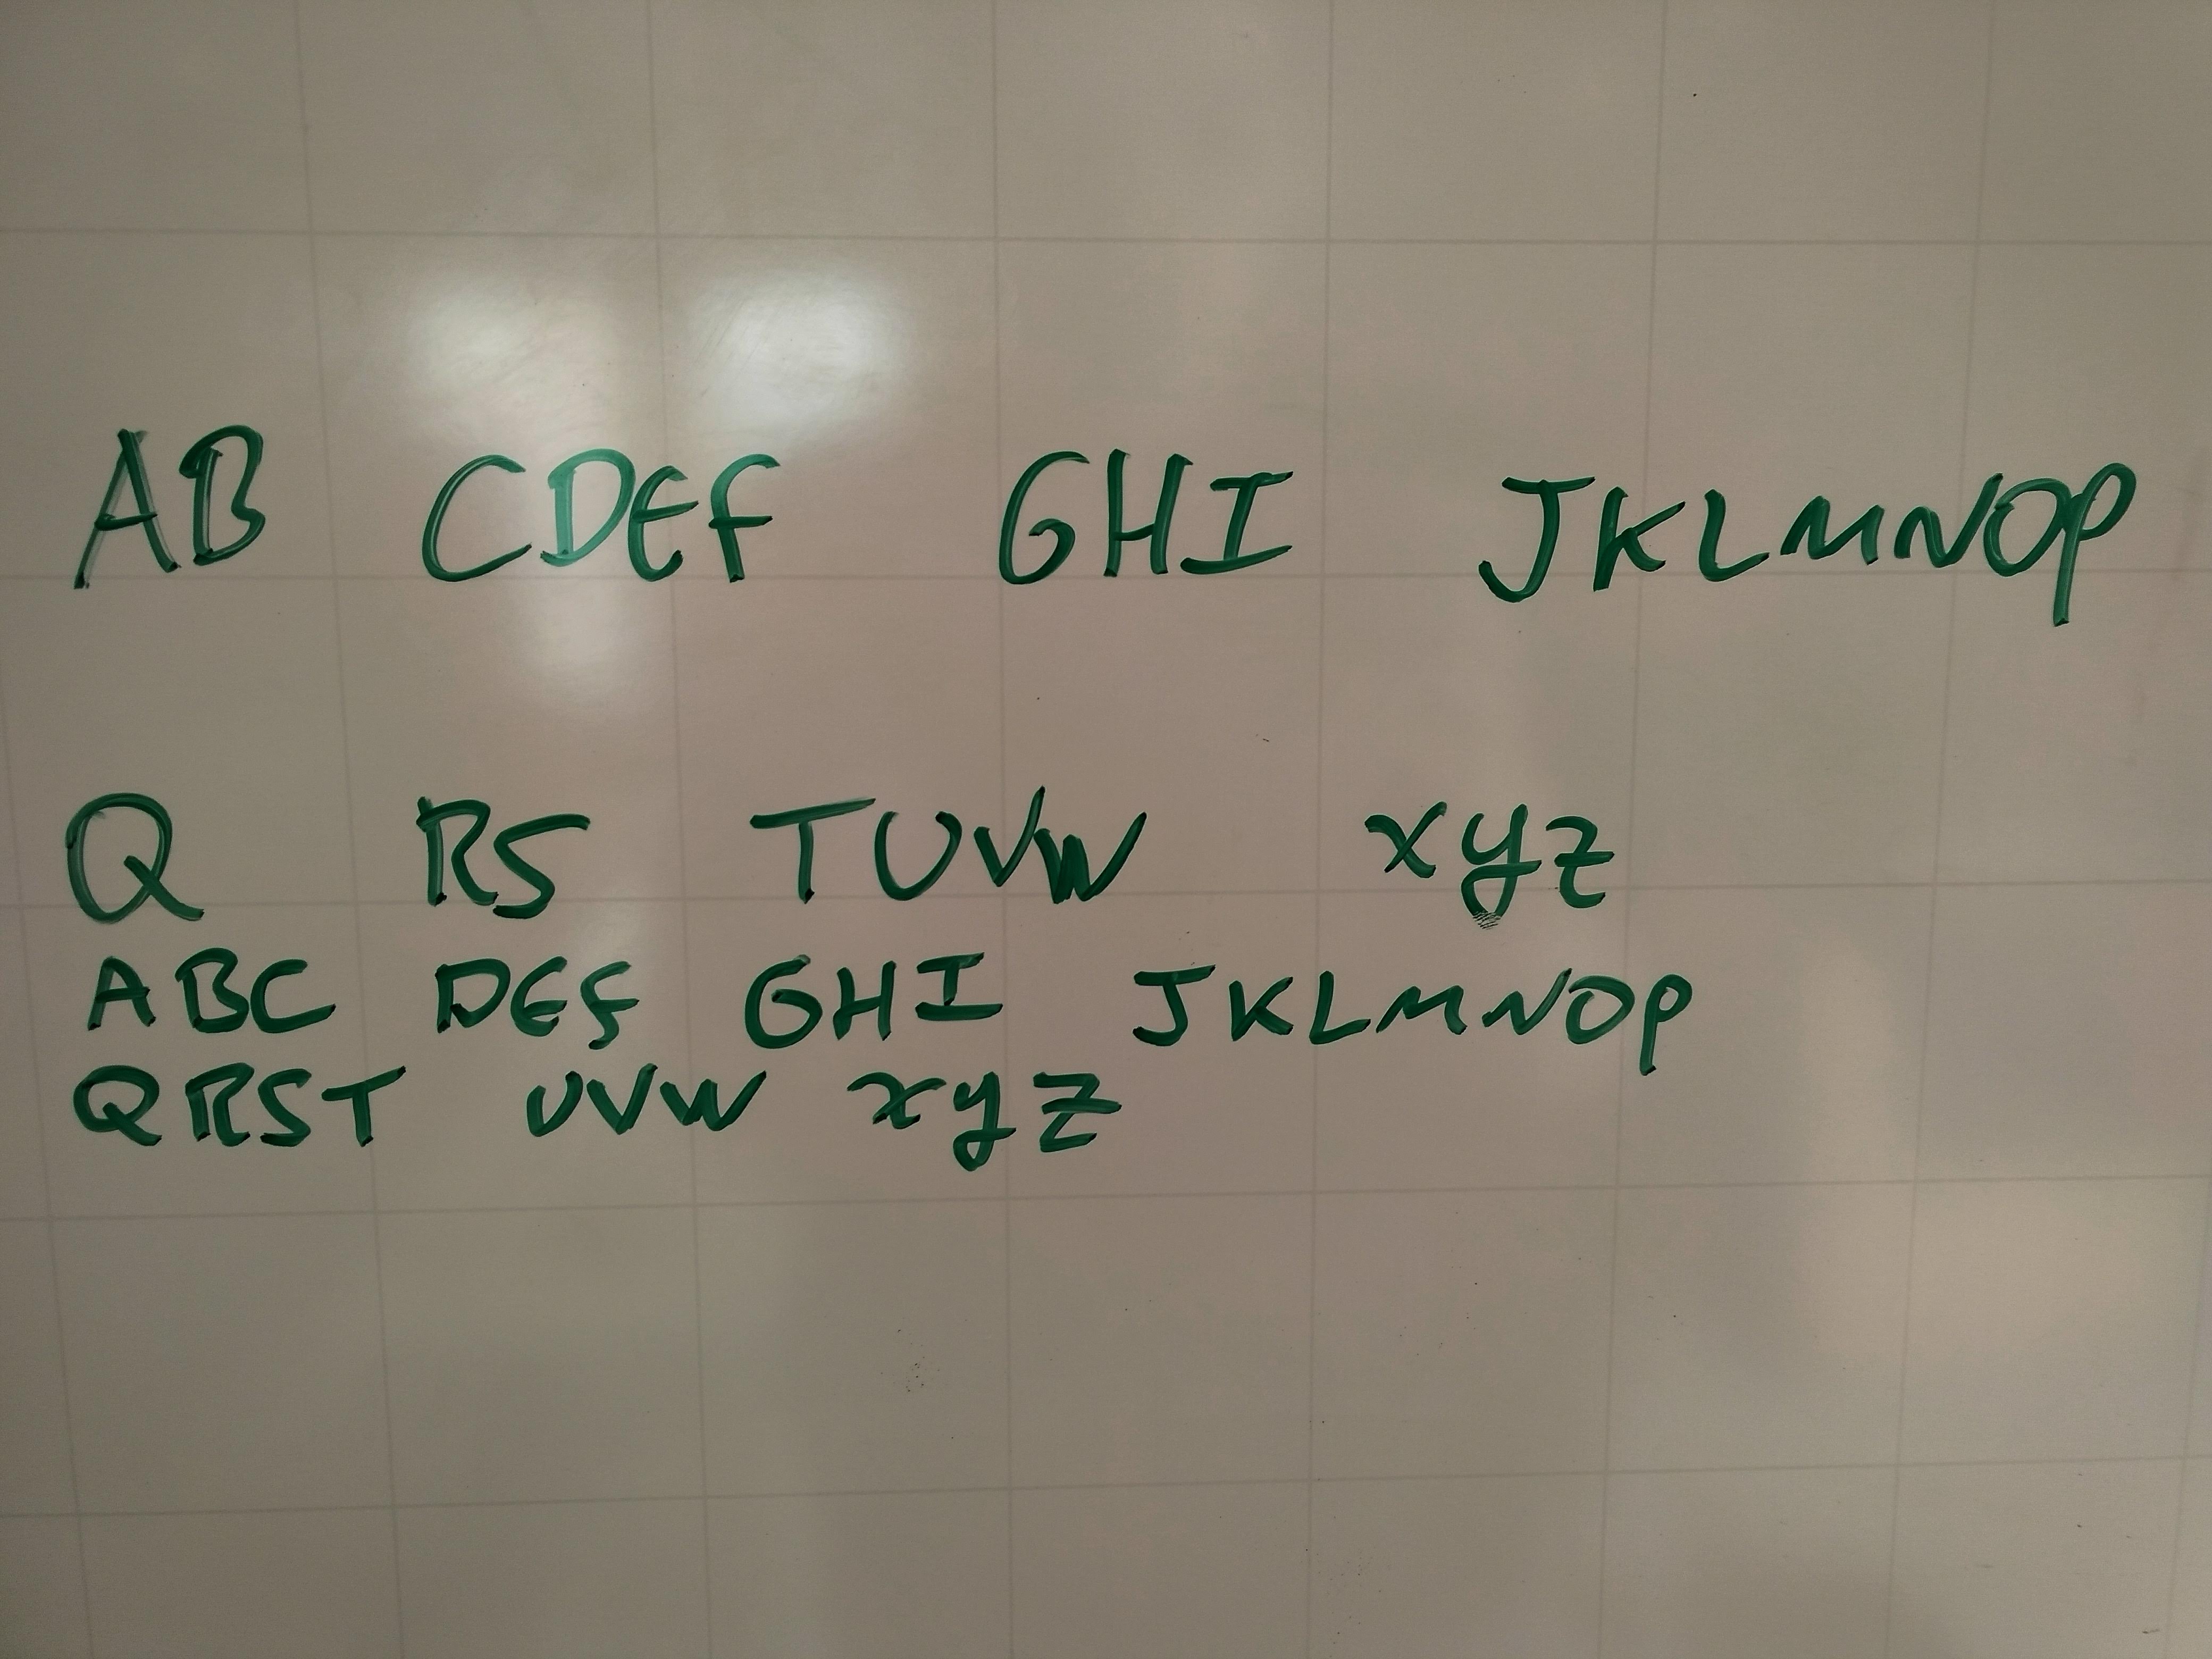 AB CDEF GHI JKLMNOP
Q RS TUVW xyz
ABC DEF GHI JKLMNOP
QRST UVW xyz